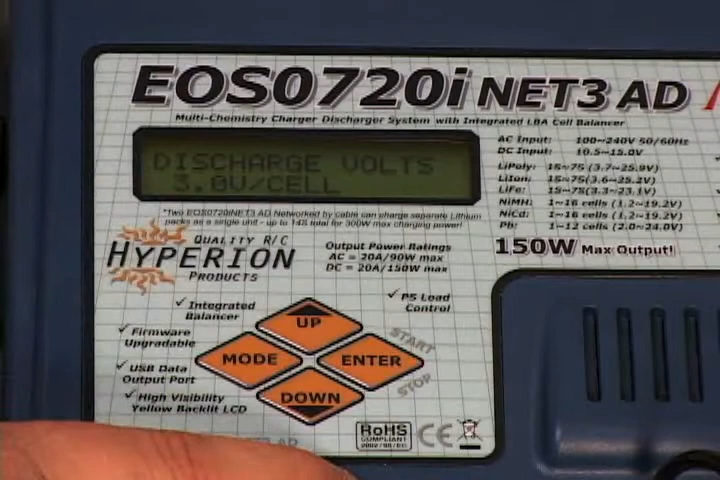 EOS0720i NET3 AD
Multi-Chemistry Charger Discharger System with Integrated LBA Cell Balancer
DISCHARGE VOLTS
3.0V/CELL
AC Input: 100~240V 50/60Hz
DC Input: 10.5~15.0V
LiPoly: 1S~7S (3.7~25.9V)
LiIon: 1S~7S(3.6~25.2V)
LiFe: 1S~7S(3.3~23.1V)
NiMH: 1~16 cells (1.2~19.2V)
NiCd: 1~16 cells (1.2~19.2V)
Pb: 1~12 cells (2.0~24.0V)
150W Max Output!
*Two EOS0720iNET3 AD Networked by cable can charge separate Lithium
packs as a single unit - up to 14S total for 300W max charging power!
QUALITY R/C
HYPERION
PRODUCTS
Output Power Ratings
AC = 20A/90W max
DC = 20A/150W max
Integrated
Balancer
PS Load
Control
Firmware
Upgradable
USB Data
Output Port
High Visibility
Yellow Backlit LCD
UP
MODE
ENTER
DOWN
START
STOP
RoHS
COMPLIANT
2002/95/EC
CE